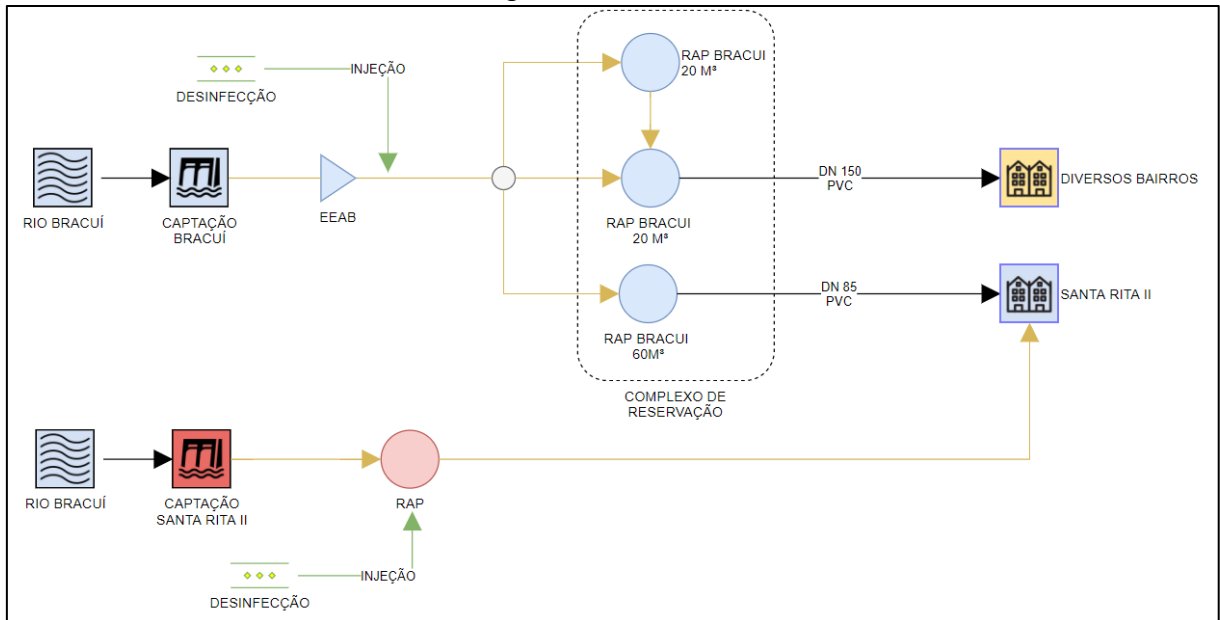 RAP BRACUI
20 M³
INJEÇÃO
DESINFECÇÃO
RIO BRACUÍ
CAPTAÇÃO
BRACUÍ
EEAB
RAP BRACUI
20 M³
DN 150
PVC
DIVERSOS BAIRROS
RAP BRACUI
60M³
DN 85
PVC
SANTA RITA II
COMPLEXO DE
RESERVAÇÃO
RIO BRACUÍ
CAPTAÇÃO
SANTA RITA II
RAP
INJEÇÃO
DESINFECÇÃO